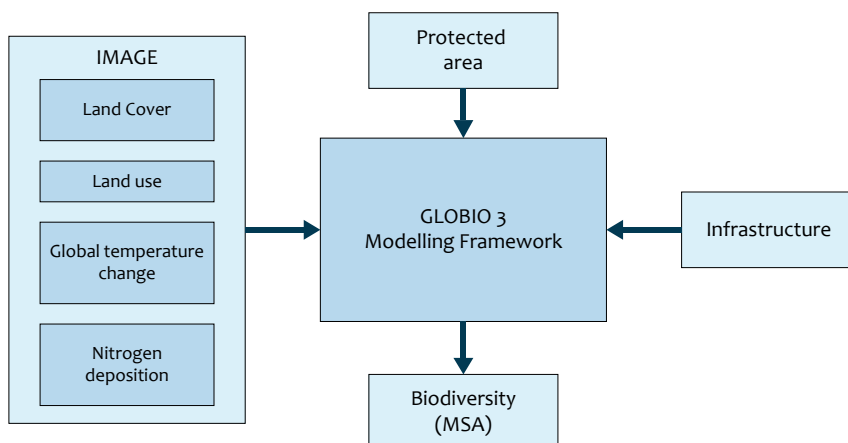 IMAGE
Land Cover
Land use
Global temperature
change
Nitrogen
deposition
Protected
area
GLOBIO 3
Modelling Framework
Infrastructure
Biodiversity
(MSA)